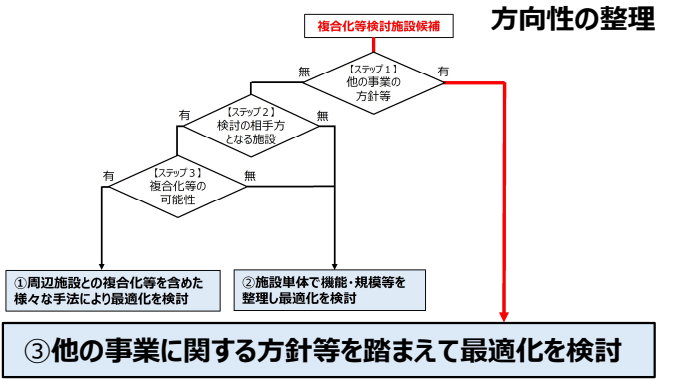 方向性の整理
複合化等検討施設候補
無
【ステップ1】
他の事業の
方針等
有
有
【ステップ2】
検討の相手方
となる施設
無
有
【ステップ3】
複合化等の
可能性
無
①周辺施設との複合化等を含めた
様々な手法により最適化を検討
②施設単体で機能・規模等を
整理し最適化を検討
③他の事業に関する方針等を踏まえて最適化を検討